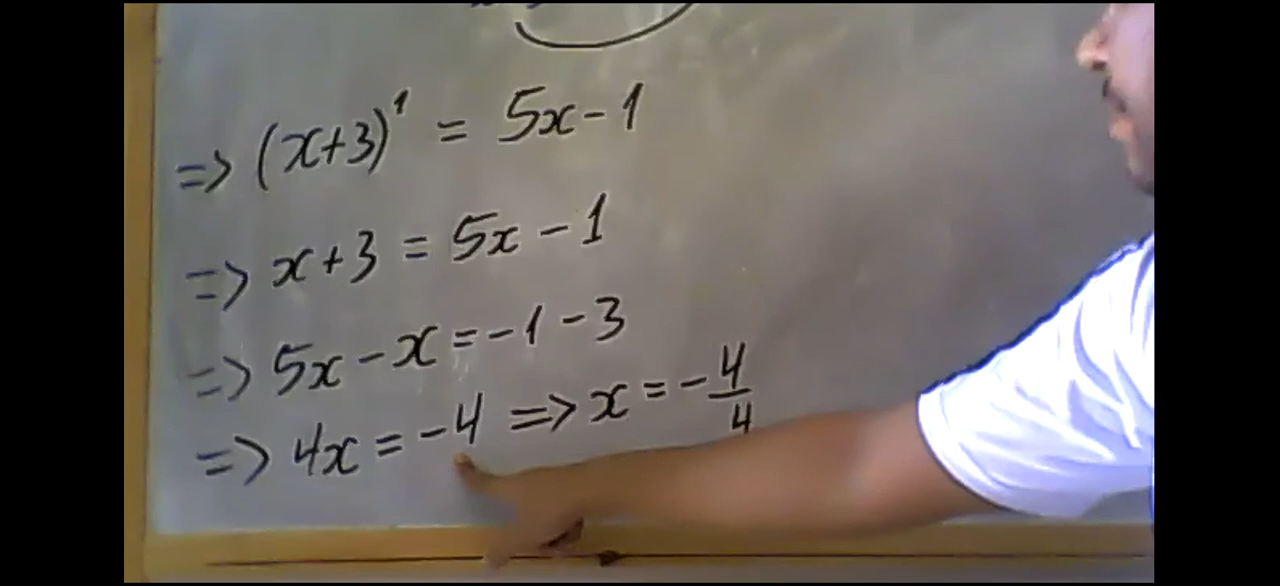 => (x+3)¹ = 5x-1
=> x+3 = 5x-1
=> 5x-x=-1-3
=> 4x=-4 => x=-4/4